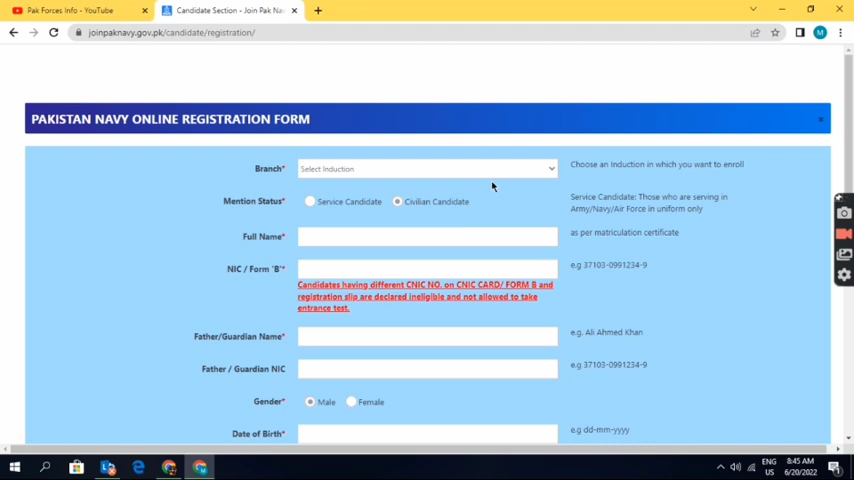 Pak Forces Info - YouTube
Candidate Section - Join Pak Na
joinpaknavy.gov.pk/candidate/registration/
M
PAKISTAN NAVY ONLINE REGISTRATION FORM
Branch* Select Induction Choose an Induction in which you want to enroll
Mention Status* Service Candidate Civilian Candidate Service Candidate: Those who are serving in
Army/Navy/Air Force in uniform only
Full Name* as per matriculation certificate
NIC / Form 'B'* e.g 37103-0991234-9
Candidates having different CNIC NO. on CNIC CARD/ FORM B and
registration slip are declared ineligible and not allowed to take
entrance test.
Father/Guardian Name* e.g. Ali Ahmed Khan
Father / Guardian NIC e.g 37103-0991234-9
Gender* Male Female
Date of Birth* e.g dd-mm-yyyy
ENG 8:45 AM
US 6/20/2022